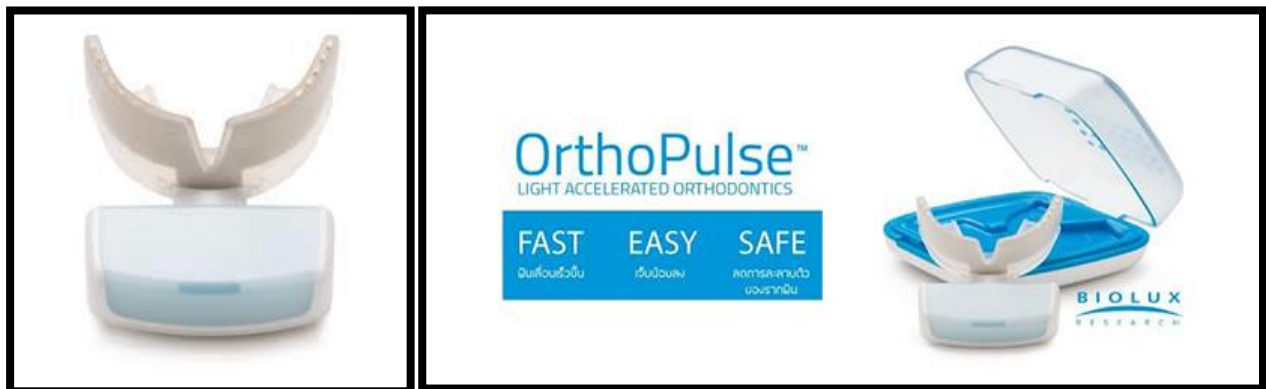 OrthoPulse™
LIGHT ACCELERATED ORTHODONTICS
FAST EASY SAFE
ฟันเลื่อนเร็วขึ้น เจ็บน้อยลง ลดการละลายตัว
ของรากฟัน
BIOLUX
RESEARCH